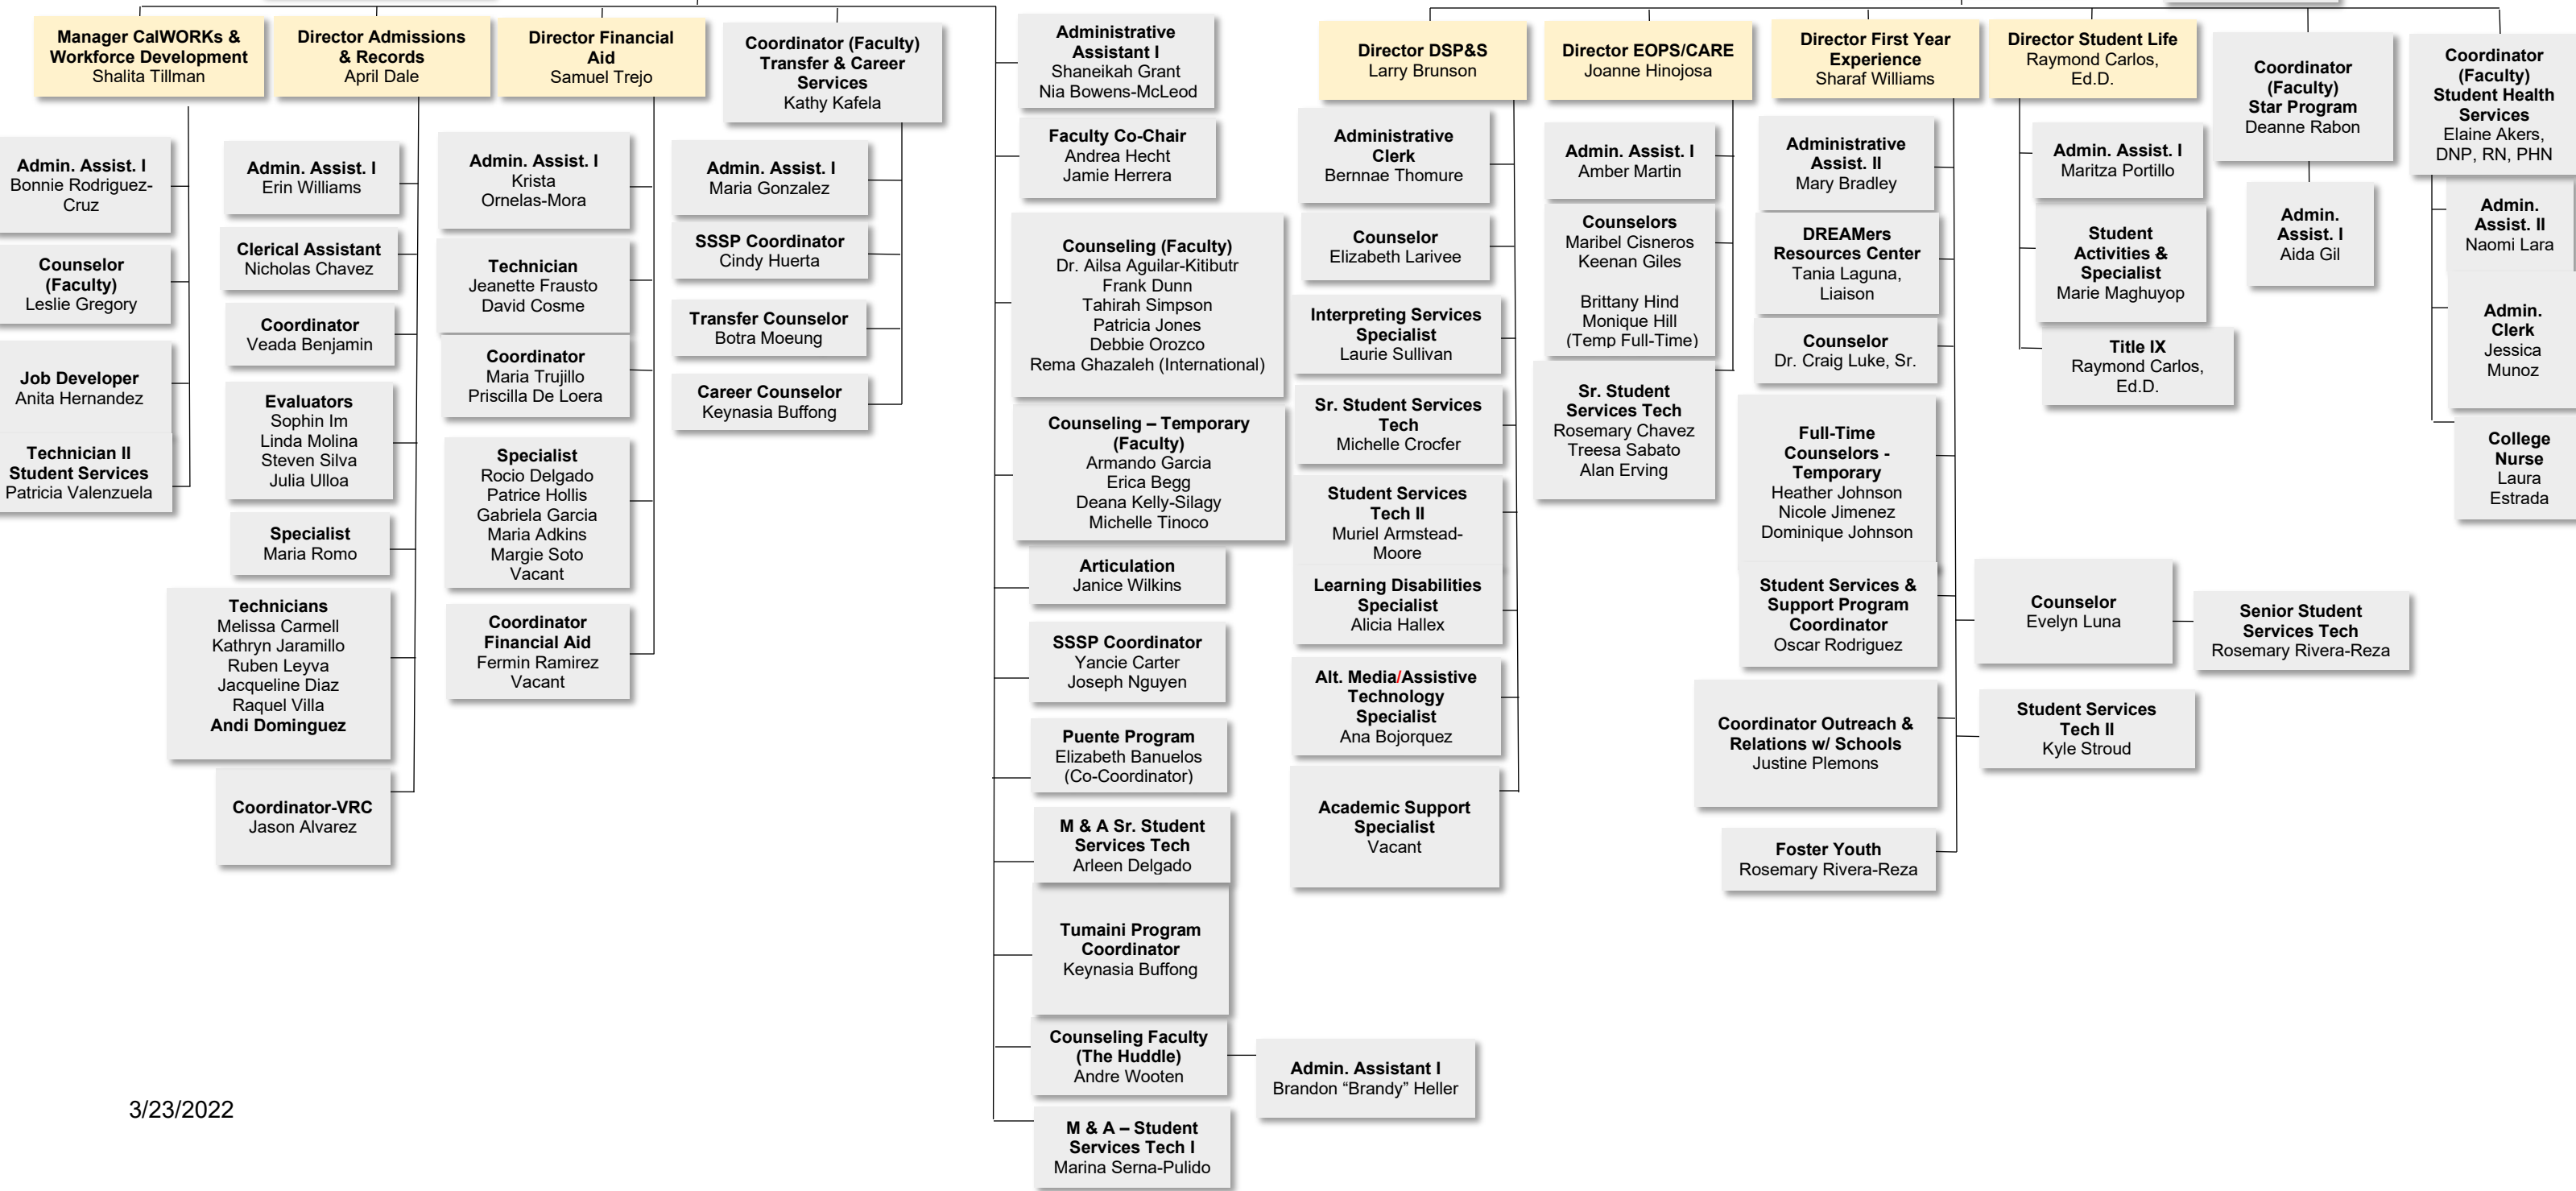 Manager CalWORKs &
Workforce Development
Shalita Tillman
Admin. Assist. I
Bonnie Rodriguez-
Cruz
Counselor
(Faculty)
Leslie Gregory
Job Developer
Anita Hernandez
Technician II
Student Services
Patricia Valenzuela
Director Admissions
& Records
April Dale
Admin. Assist. I
Erin Williams
Clerical Assistant
Nicholas Chavez
Coordinator
Veada Benjamin
Evaluators
Sophin Im
Linda Molina
Steven Silva
Julia Ulloa
Specialist
Maria Romo
Technicians
Melissa Carmell
Kathryn Jaramillo
Ruben Leyva
Jacqueline Diaz
Raquel Villa
Andi Dominguez
Coordinator-VRC
Jason Alvarez
Director Financial
Aid
Samuel Trejo
Admin. Assist. I
Krista
Ornelas-Mora
Technician
Jeanette Frausto
David Cosme
Coordinator
Maria Trujillo
Priscilla De Loera
Specialist
Rocio Delgado
Patrice Hollis
Gabriela Garcia
Maria Adkins
Margie Soto
Vacant
Coordinator
Financial Aid
Fermin Ramirez
Vacant
Coordinator (Faculty)
Transfer & Career
Services
Kathy Kafela
Admin. Assist. I
Maria Gonzalez
SSSP Coordinator
Cindy Huerta
Transfer Counselor
Botra Moeung
Career Counselor
Keynasia Buffong
Administrative
Assistant I
Shaneikah Grant
Nia Bowens-McLeod
Faculty Co-Chair
Andrea Hecht
Jamie Herrera
Counseling (Faculty)
Dr. Ailsa Aguilar-Kitibutr
Frank Dunn
Tahirah Simpson
Patricia Jones
Debbie Orozco
Rema Ghazaleh (International)
Counseling – Temporary
(Faculty)
Armando Garcia
Erica Begg
Deana Kelly-Silagy
Michelle Tinoco
Articulation
Janice Wilkins
SSSP Coordinator
Yancie Carter
Joseph Nguyen
Puente Program
Elizabeth Banuelos
(Co-Coordinator)
M & A Sr. Student
Services Tech
Arleen Delgado
Tumaini Program
Coordinator
Keynasia Buffong
Counseling Faculty
(The Huddle)
Andre Wooten
Admin. Assistant I
Brandon “Brandy” Heller
M & A – Student
Services Tech I
Marina Serna-Pulido
Director DSP&S
Larry Brunson
Administrative
Clerk
Bernnae Thomure
Counselor
Elizabeth Larivee
Interpreting Services
Specialist
Laurie Sullivan
Sr. Student Services
Tech
Michelle Crocfer
Student Services
Tech II
Muriel Armstead-
Moore
Learning Disabilities
Specialist
Alicia Hallex
Alt. Media/Assistive
Technology
Specialist
Ana Bojorquez
Academic Support
Specialist
Vacant
Director EOPS/CARE
Joanne Hinojosa
Admin. Assist. I
Amber Martin
Counselors
Maribel Cisneros
Keenan Giles
Brittany Hind
Monique Hill
(Temp Full-Time)
Sr. Student
Services Tech
Rosemary Chavez
Treesa Sabato
Alan Erving
Director First Year
Experience
Sharaf Williams
Administrative
Assist. II
Mary Bradley
DREAMers
Resources Center
Tania Laguna,
Liaison
Counselor
Dr. Craig Luke, Sr.
Full-Time
Counselors -
Temporary
Heather Johnson
Nicole Jimenez
Dominique Johnson
Student Services &
Support Program
Coordinator
Oscar Rodriguez
Counselor
Evelyn Luna
Senior Student
Services Tech
Rosemary Rivera-Reza
Coordinator Outreach &
Relations w/ Schools
Justine Plemons
Student Services
Tech II
Kyle Stroud
Foster Youth
Rosemary Rivera-Reza
Director Student Life
Raymond Carlos,
Ed.D.
Admin. Assist. I
Maritza Portillo
Student
Activities &
Specialist
Marie Maghuyop
Title IX
Raymond Carlos,
Ed.D.
Coordinator
(Faculty)
Star Program
Deanne Rabon
Admin.
Assist. I
Aida Gil
Coordinator
(Faculty)
Student Health
Services
Elaine Akers,
DNP, RN, PHN
Admin.
Assist. II
Naomi Lara
Admin.
Clerk
Jessica
Munoz
College
Nurse
Laura
Estrada
3/23/2022